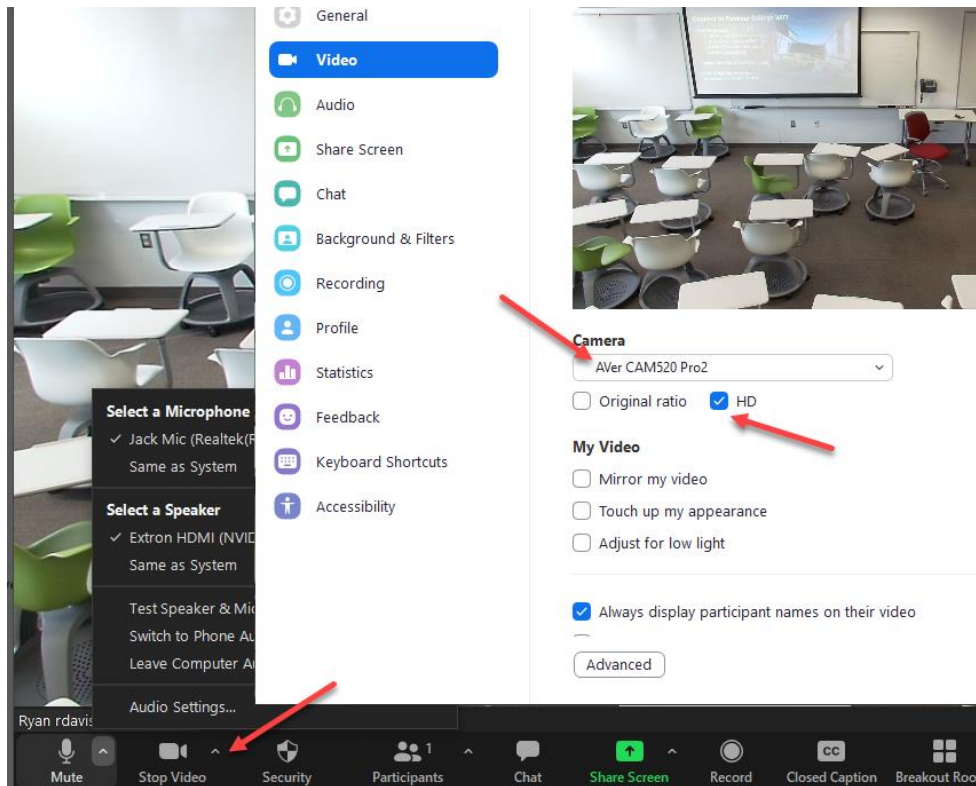 General
Video
Audio
Share Screen
Chat
Background & Filters
Recording
Profile
Statistics
Feedback
Keyboard Shortcuts
Accessibility
Camera
AVer CAM520 Pro2
Original ratio
HD
My Video
Mirror my video
Touch up my appearance
Adjust for low light
Always display participant names on their video
Advanced
Select a Microphone
Jack Mic (Realtek(R
Same as System
Select a Speaker
Extron HDMI (NVID
Same as System
Test Speaker & Mic
Switch to Phone Au
Leave Computer Au
Audio Settings...
Ryan rdavis
Mute
Stop Video
Security
1
Participants
Chat
Share Screen
Record
CC
Closed Caption
Breakout Roo